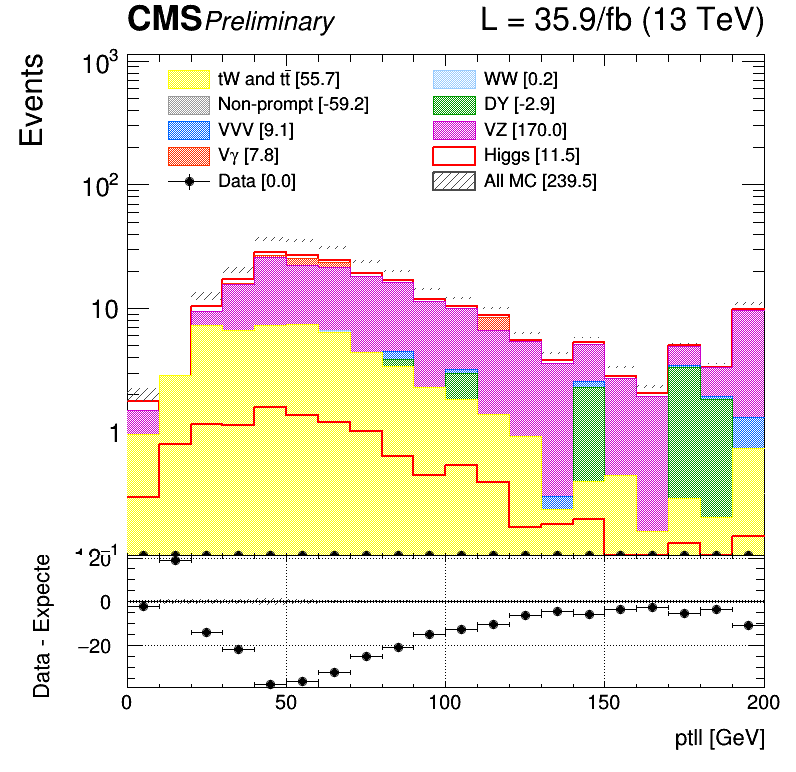 CMS Preliminary L = 35.9/fb (13 TeV)
Events
10³
10²
10
1
tW and tt̄ [55.7]
Non-prompt [-59.2]
VVV [9.1]
Vγ [7.8]
Data [0.0]
WW [0.2]
DY [-2.9]
VZ [170.0]
Higgs [11.5]
All MC [239.5]
Data - Expecte
20
0
−20
0 50 100 150 200
ptll [GeV]